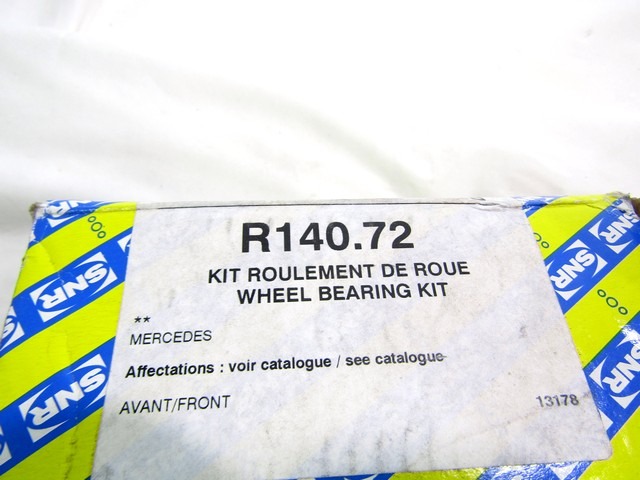 R140.72
KIT ROULEMENT DE ROUE
WHEEL BEARING KIT
**
MERCEDES
Affectations : voir catalogue / see catalogue
AVANT/FRONT
13178
SNR
SNR
SNR
SNR